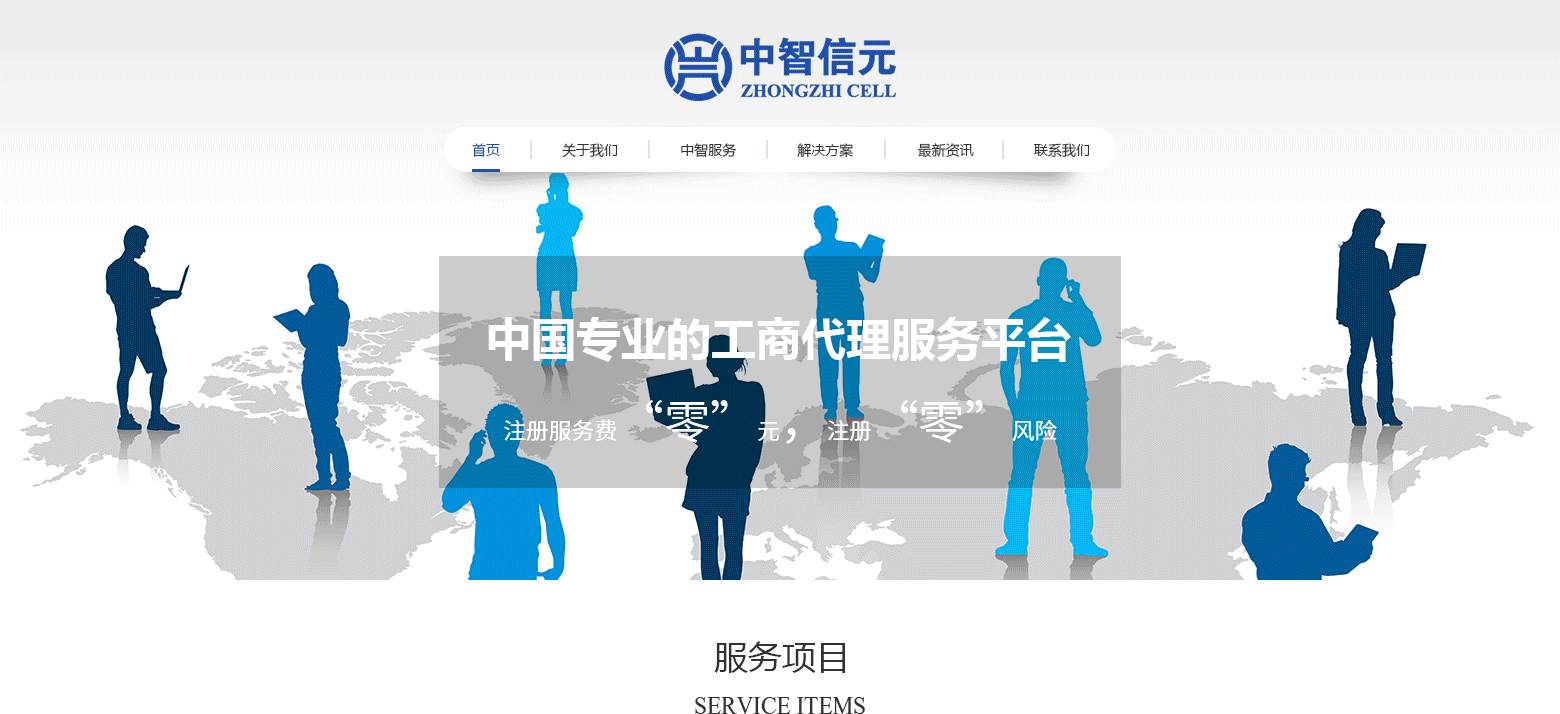 中智信元
ZHONGZHI CELL
首页 关于我们 中智服务 解决方案 最新资讯 联系我们
中国专业的工商代理服务平台
注册服务费 “零” 元， 注册 “零” 风险
服务项目
SERVICE ITEMS